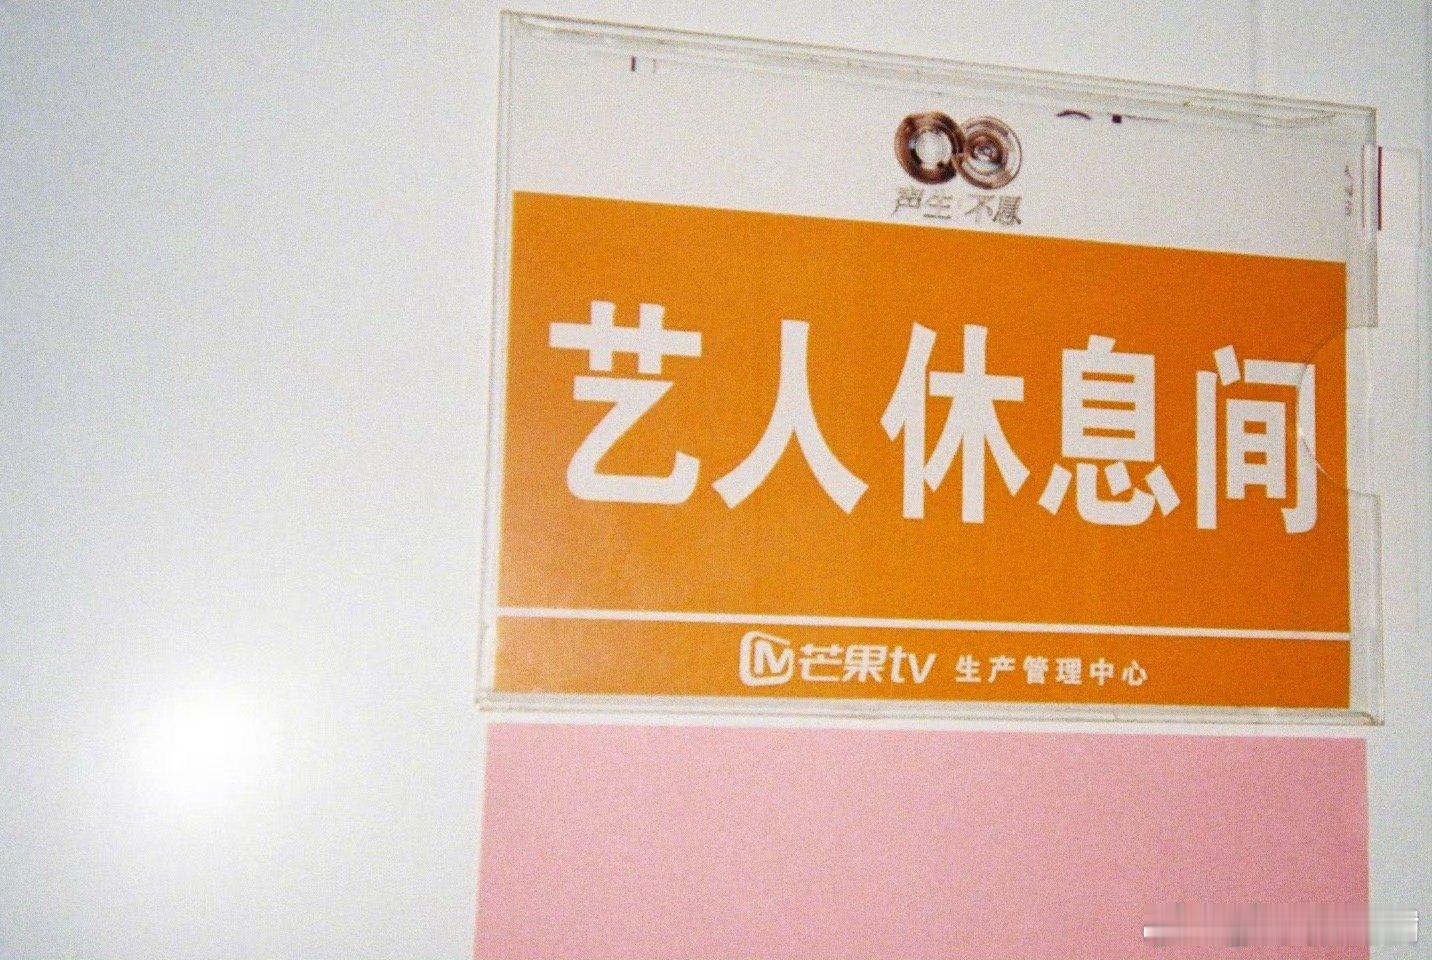 声生不息
艺人休息间
芒果tv 生产管理中心